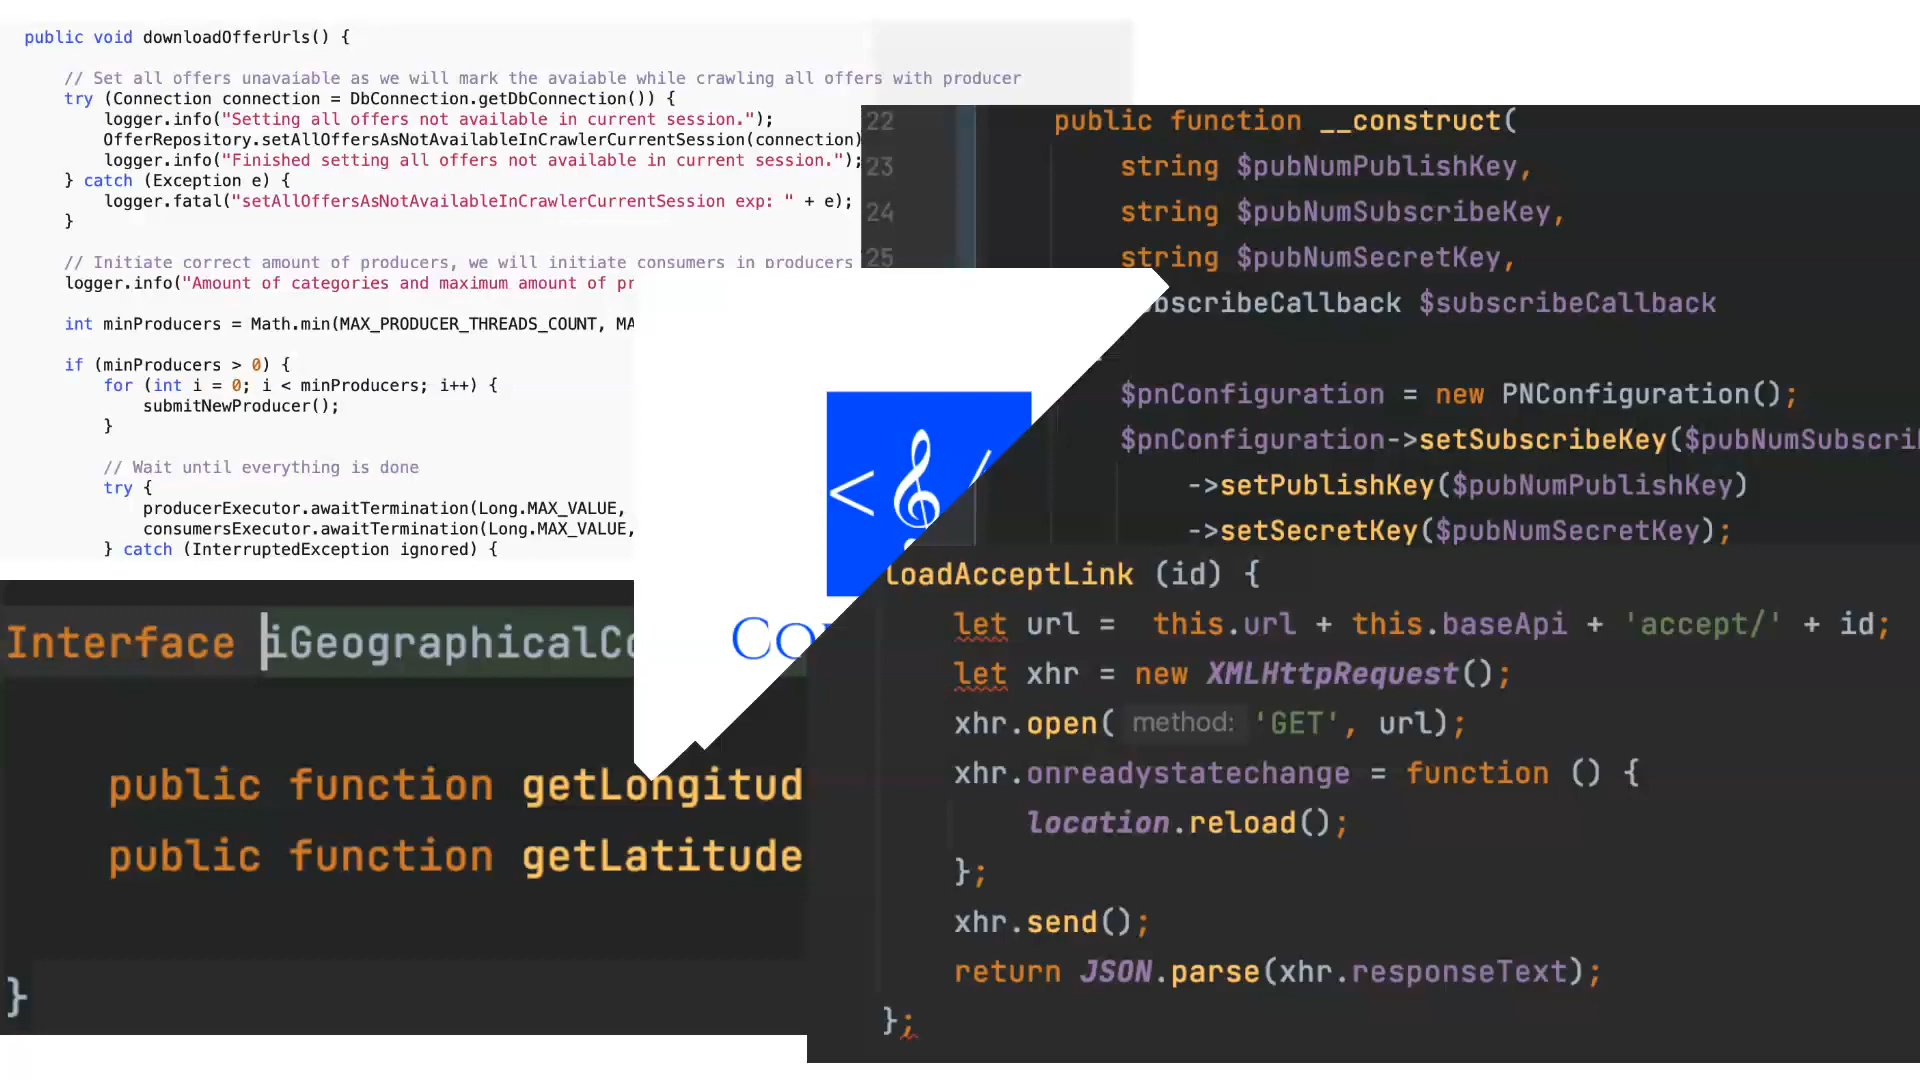 public void downloadOfferUrls() {
// Set all offers unavaiable as we will mark the avaiable while crawling all offers with producer
try (Connection connection = DbConnection.getDbConnection()) {
logger.info("Setting all offers not available in current session.");
OfferRepository.setAllOffersAsNotAvailableInCrawlerCurrentSession(connection)
logger.info("Finished setting all offers not available in current session.");
} catch (Exception e) {
logger.fatal("setAllOffersAsNotAvailableInCrawlerCurrentSession exp: " + e);
}
// Initiate correct amount of producers, we will initiate consumers in producers
logger.info("Amount of categories and maximum amount of pr
int minProducers = Math.min(MAX_PRODUCER_THREADS_COUNT, MA
if (minProducers > 0) {
for (int i = 0; i < minProducers; i++) {
submitNewProducer();
}
// Wait until everything is done
try {
producerExecutor.awaitTermination(Long.MAX_VALUE,
consumersExecutor.awaitTermination(Long.MAX_VALUE,
} catch (InterruptedException ignored) {
22 public function __construct(
23 string $pubNumPublishKey,
24 string $pubNumSubscribeKey,
25 string $pubNumSecretKey,
bscribeCallback $subscribeCallback
$pnConfiguration = new PNConfiguration();
$pnConfiguration->setSubscribeKey($pubNumSubscri
->setPublishKey($pubNumPublishKey)
->setSecretKey($pubNumSecretKey);
< /
Co
Interface iGeographicalCo
public function getLongitud
public function getLatitude
}
loadAcceptLink (id) {
let url = this.url + this.baseApi + 'accept/' + id;
let xhr = new XMLHttpRequest();
xhr.open( method: 'GET', url);
xhr.onreadystatechange = function () {
location.reload();
};
xhr.send();
return JSON.parse(xhr.responseText);
};